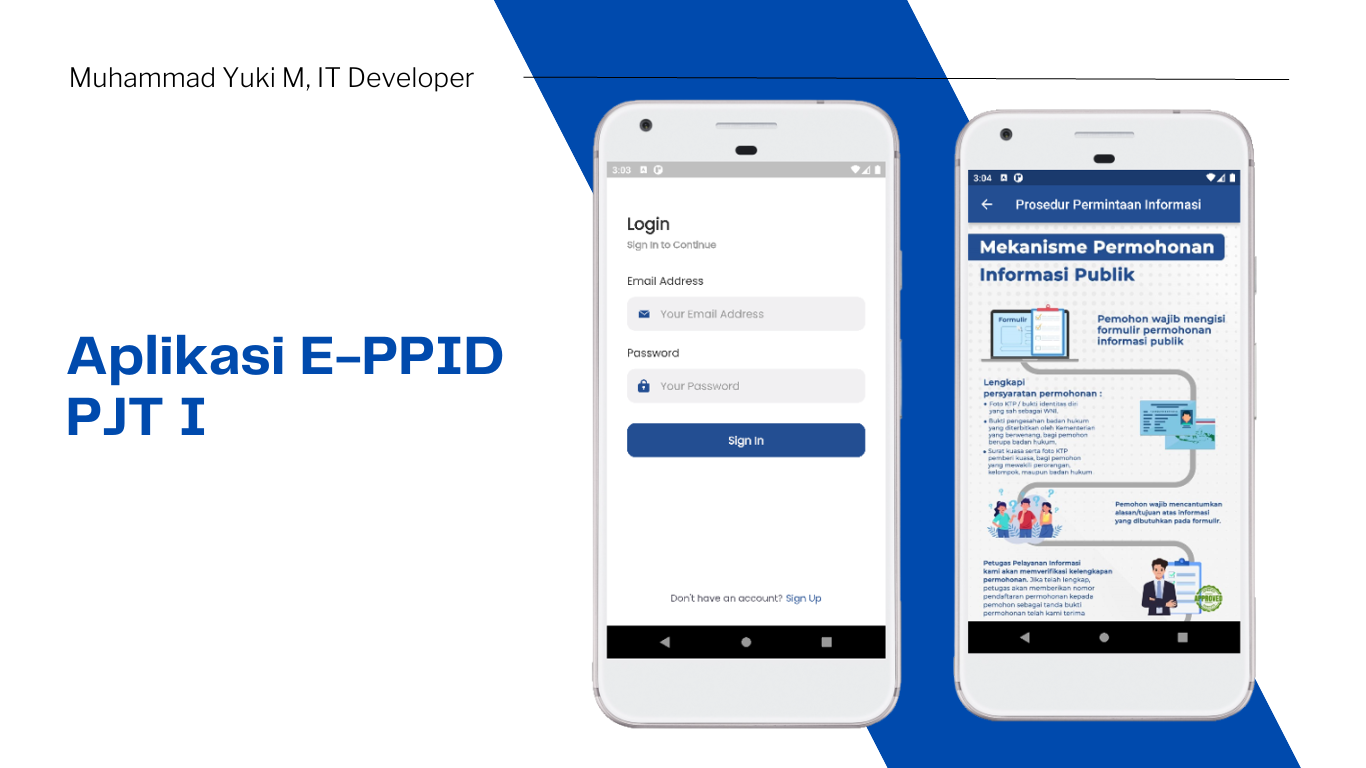 Muhammad Yuki M, IT Developer
Aplikasi E-PPID
PJT I
3:03
Login
Sign In to Continue
Email Address
Your Email Address
Password
Your Password
Sign In
Don't have an account? Sign Up
3:04
Prosedur Permintaan Informasi
Mekanisme Permohonan
Informasi Publik
Formulir
Pemohon wajib mengisi
formulir permohonan
informasi publik
Lengkapi
persyaratan permohonan :
• Foto KTP / bukti identitas diri
yang sah sebagai WNI.
• Bukti pengesahan badan hukum
yang diterbitkan oleh Kementerian
yang berwenang, bagi pemohon
berupa badan hukum.
• Surat kuasa serta foto KTP
pemberi kuasa, bagi pemohon
yang mewakili perorangan,
kelompok, maupun badan hukum
Pemohon wajib mencantumkan
alasan/tujuan atas informasi
yang dibutuhkan pada formulir.
Petugas Pelayanan Informasi
kami akan memverifikasi kelengkapan
permohonan. Jika telah lengkap,
petugas akan memberikan nomor
pendaftaran permohonan kepada
pemohon sebagai tanda bukti
permohonan telah kami terima
APPROVED